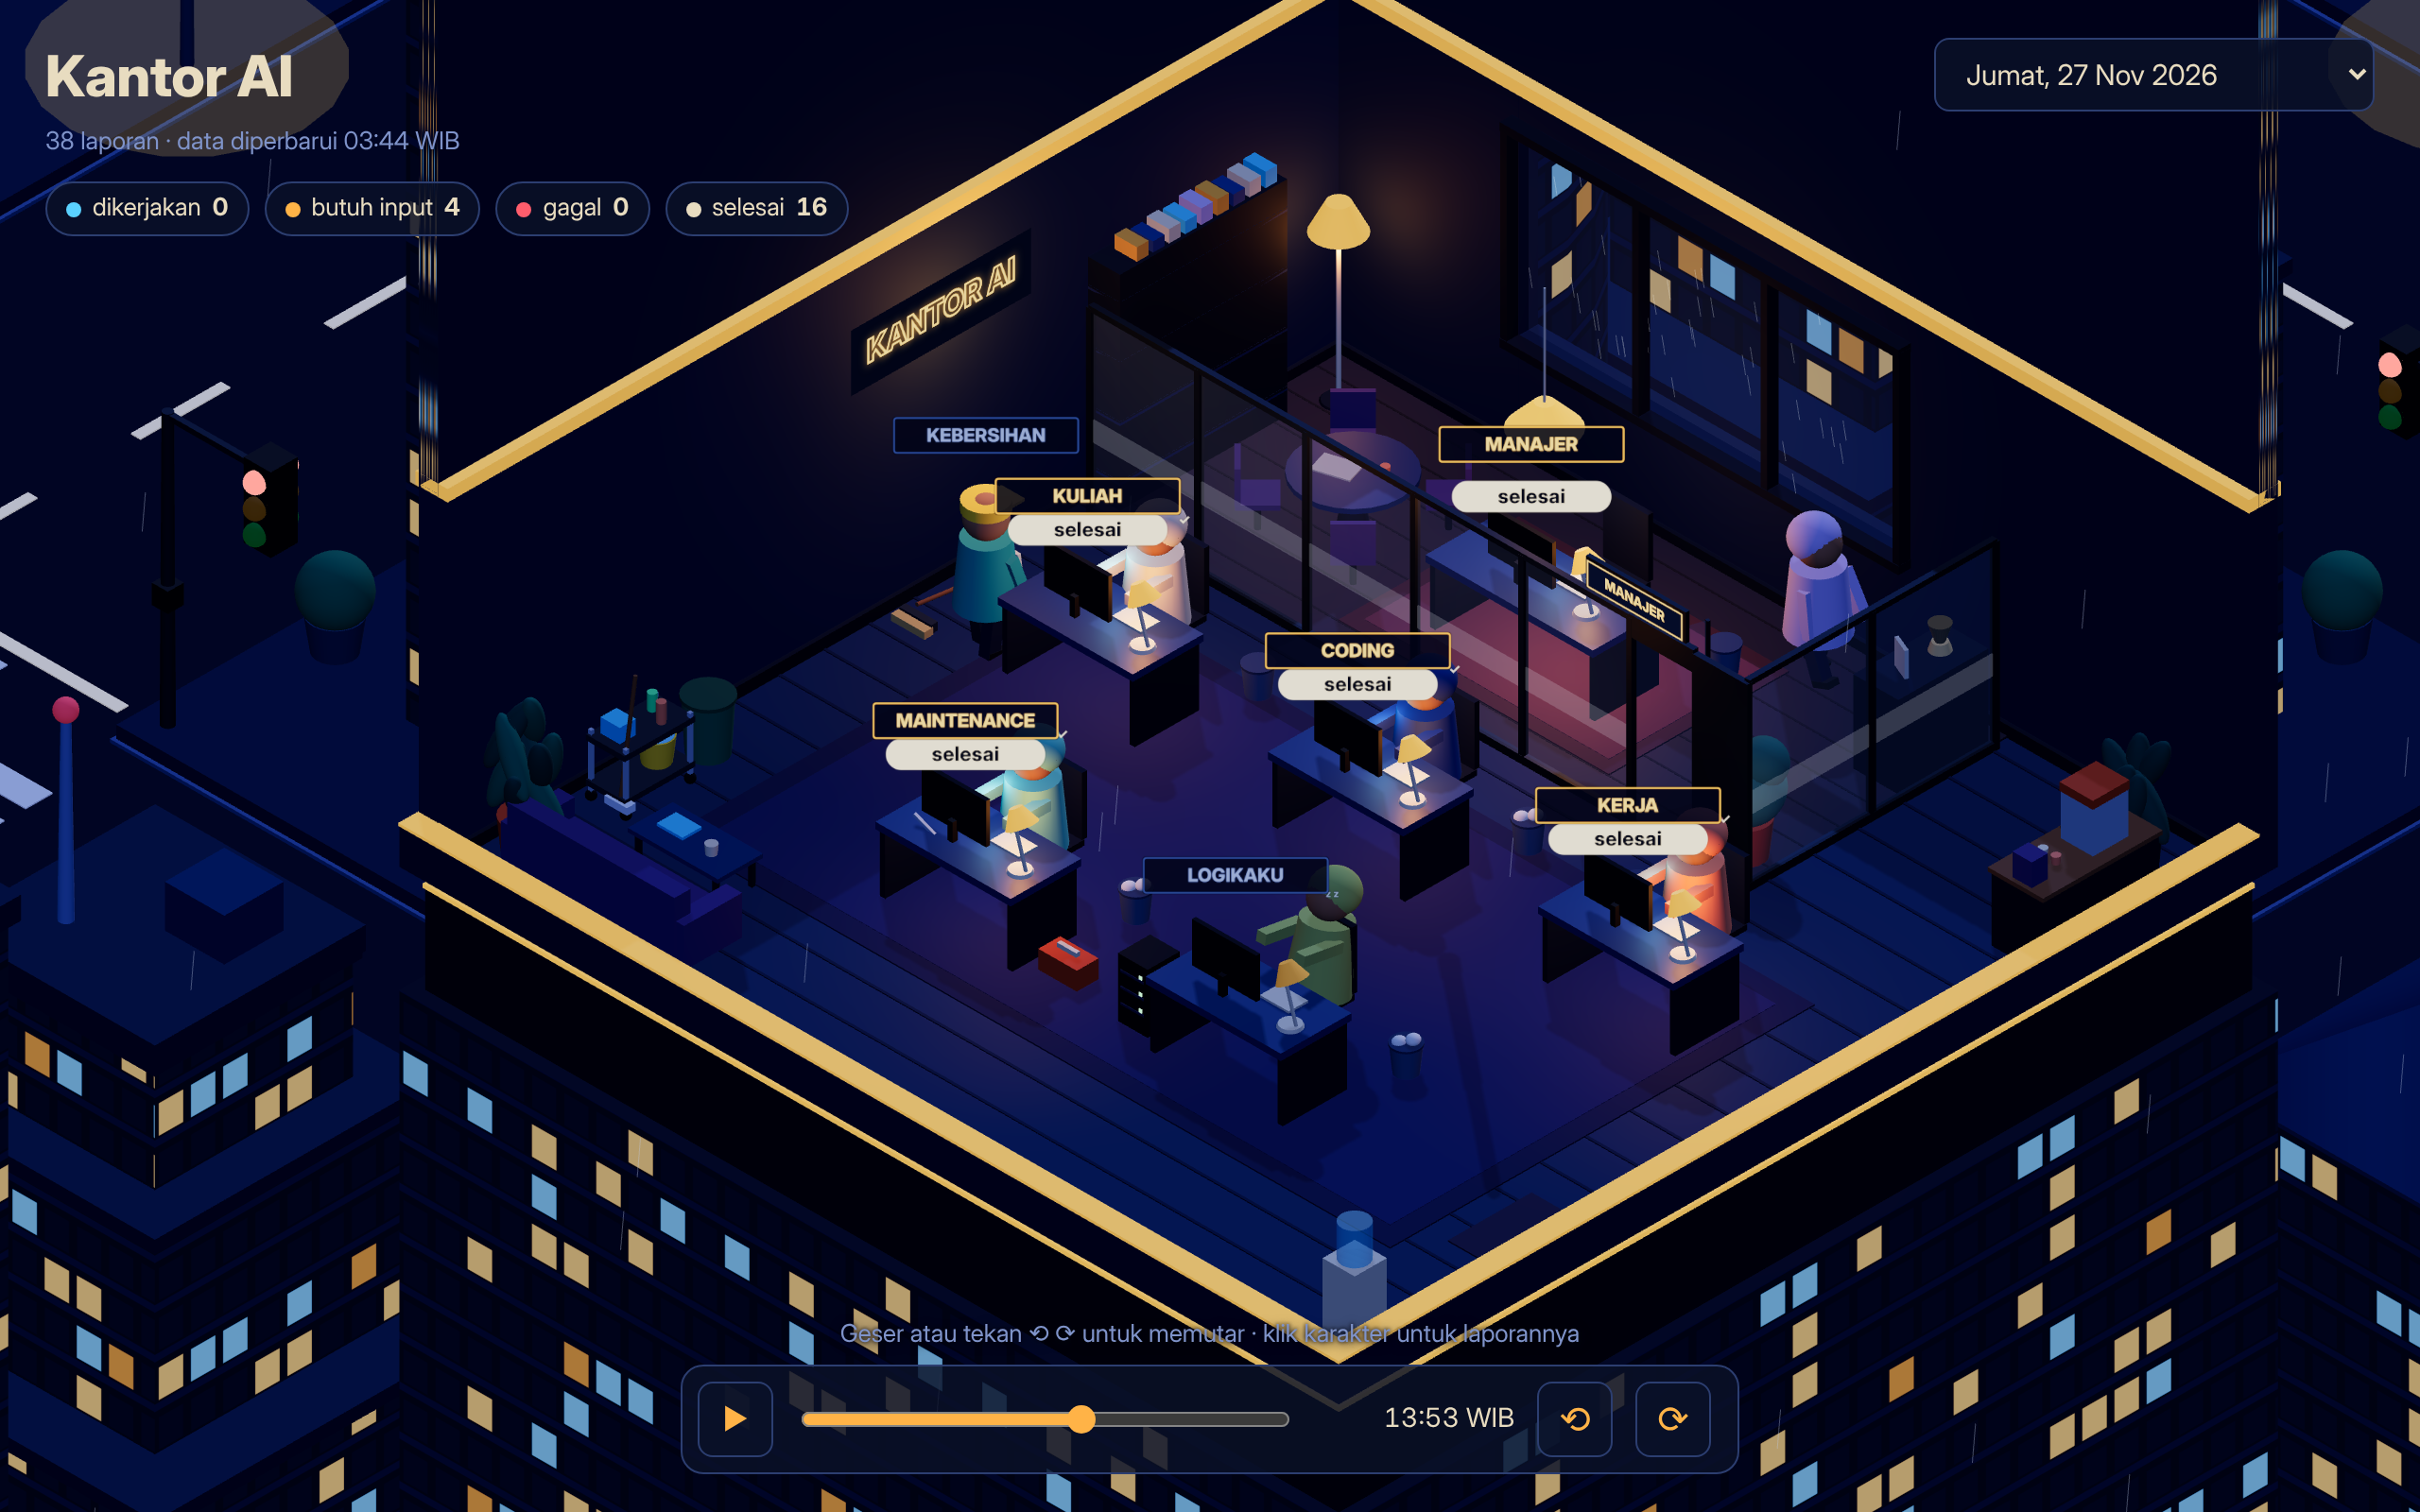 Kantor AI
38 laporan · data diperbarui 03:44 WIB
dikerjakan 0
butuh input 4
gagal 0
selesai 16
Jumat, 27 Nov 2026
KANTOR AI
KEBERSIHAN
MANAJER
selesai
KULIAH
selesai
MANAJER
CODING
selesai
MAINTENANCE
selesai
KERJA
selesai
LOGIKAKU
z z
Geser atau tekan ⟲ ⟳ untuk memutar · klik karakter untuk laporannya
13:53 WIB